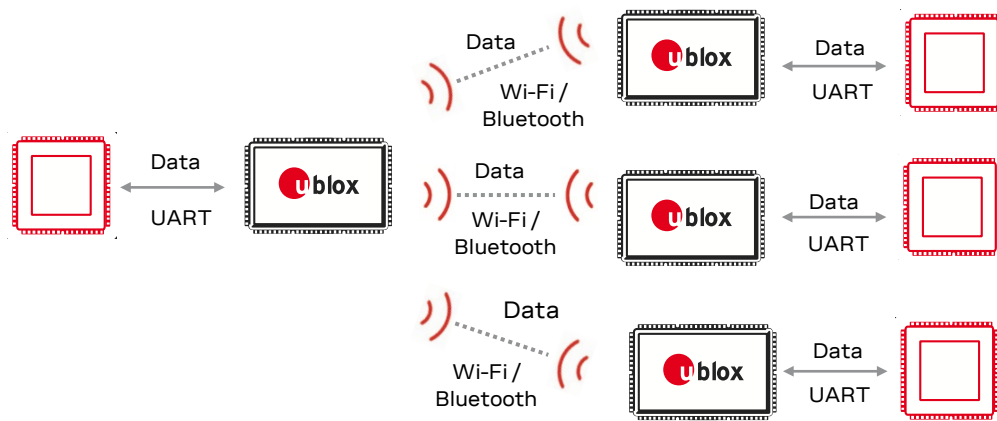 Data
UART
ublox
Data
Wi-Fi /
Bluetooth
ublox
Data
UART
Data
Wi-Fi /
Bluetooth
ublox
Data
UART
Data
Wi-Fi /
Bluetooth
ublox
Data
UART